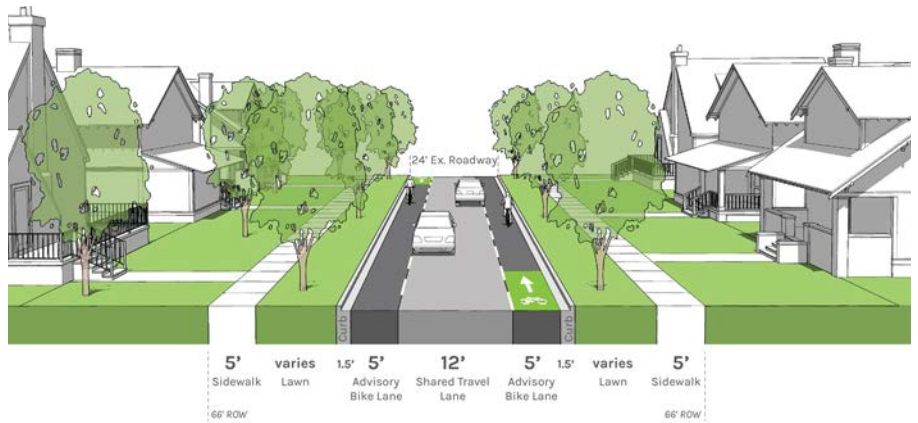 24' Ex. Roadway
Curb
Curb
5' varies 1.5' 5' 12' 5' 1.5' varies 5'
Sidewalk Lawn Advisory Shared Travel Advisory Lawn Sidewalk
Bike Lane Lane Bike Lane
66' ROW 66' ROW